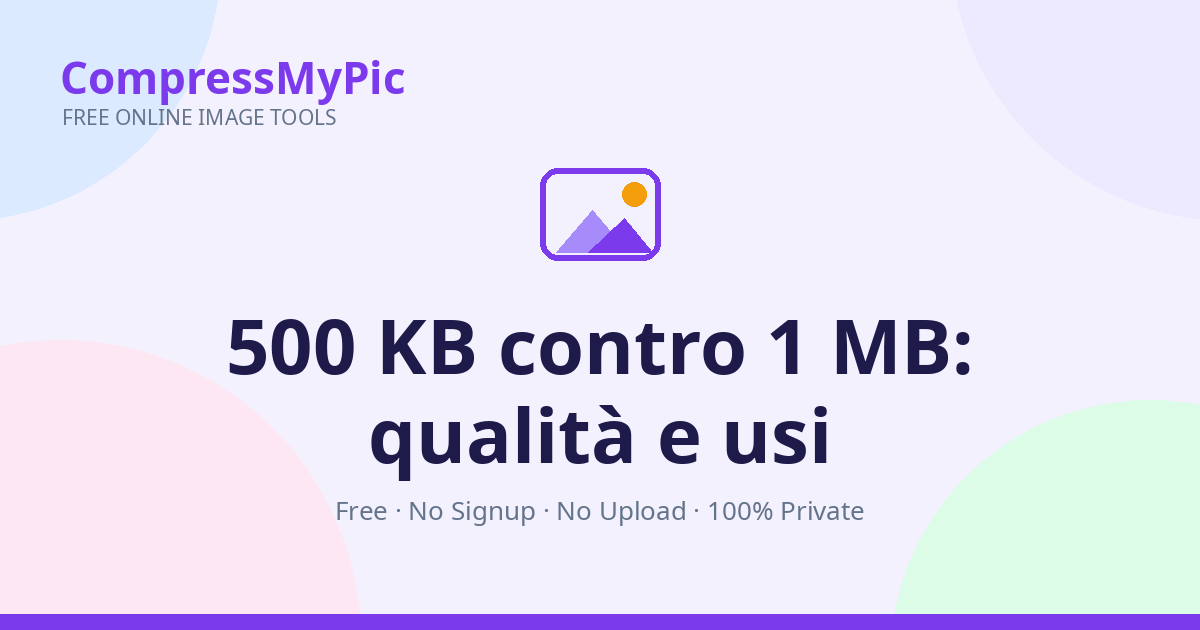 CompressMyPic
FREE ONLINE IMAGE TOOLS
500 KB contro 1 MB:
qualità e usi
Free · No Signup · No Upload · 100% Private